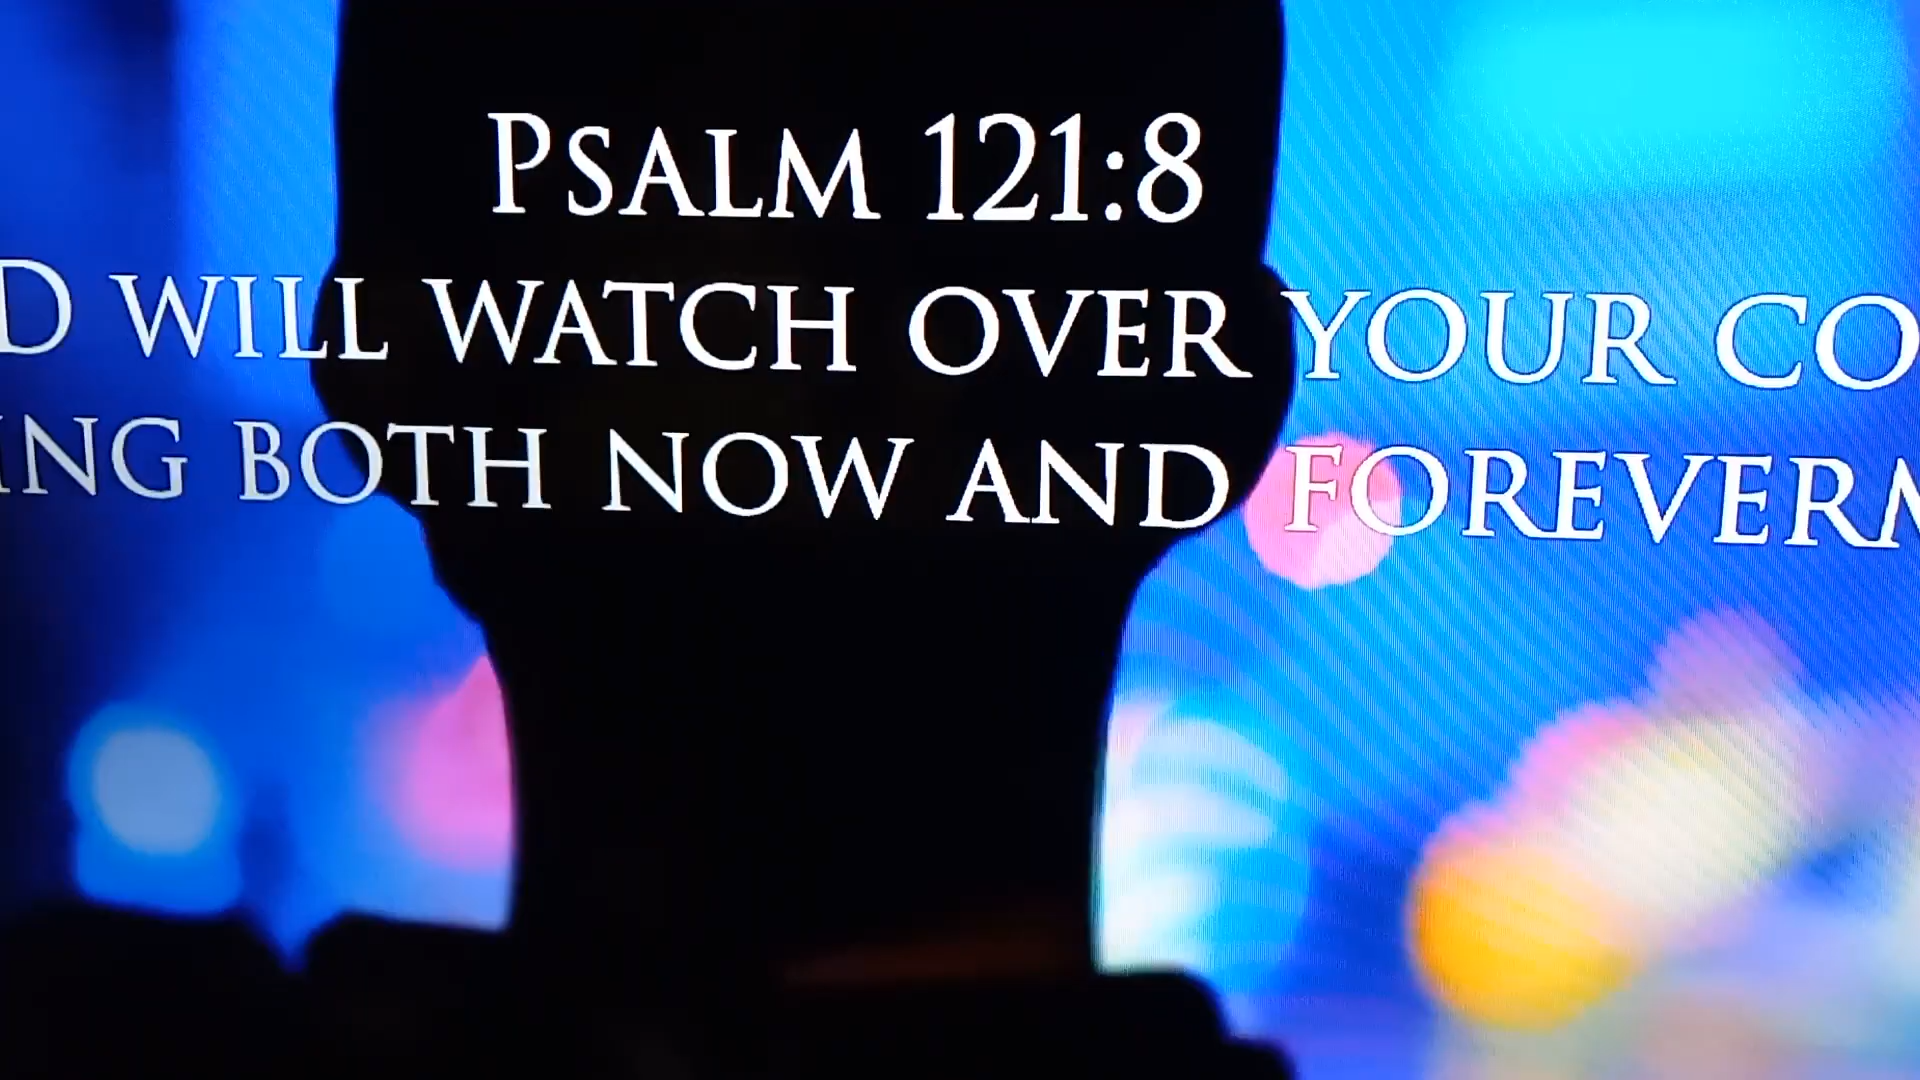 PSALM 121:8
D WILL WATCH OVER YOUR CO
ING BOTH NOW AND FOREVERM